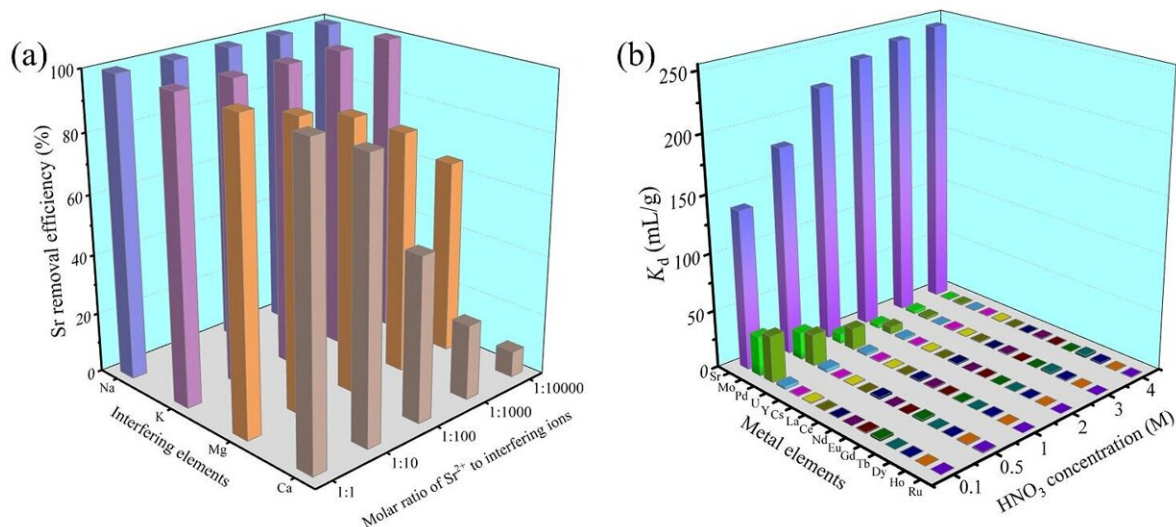 (a)
100
80
60
40
20
0
Sr removal efficiency (%)
Na
K
Mg
Ca
Interfering elements
1:1
1:10
1:100
1:1000
1:10000
Molar ratio of Sr²⁺ to interfering ions
(b)
250
200
150
100
50
0
K_d (mL/g)
Sr
Mo
Pd
U
Y
Cs
La
Ce
Nd
Eu
Gd
Tb
Dy
Ho
Ru
Metal elements
0.1
0.5
1
2
3
4
HNO₃ concentration (M)